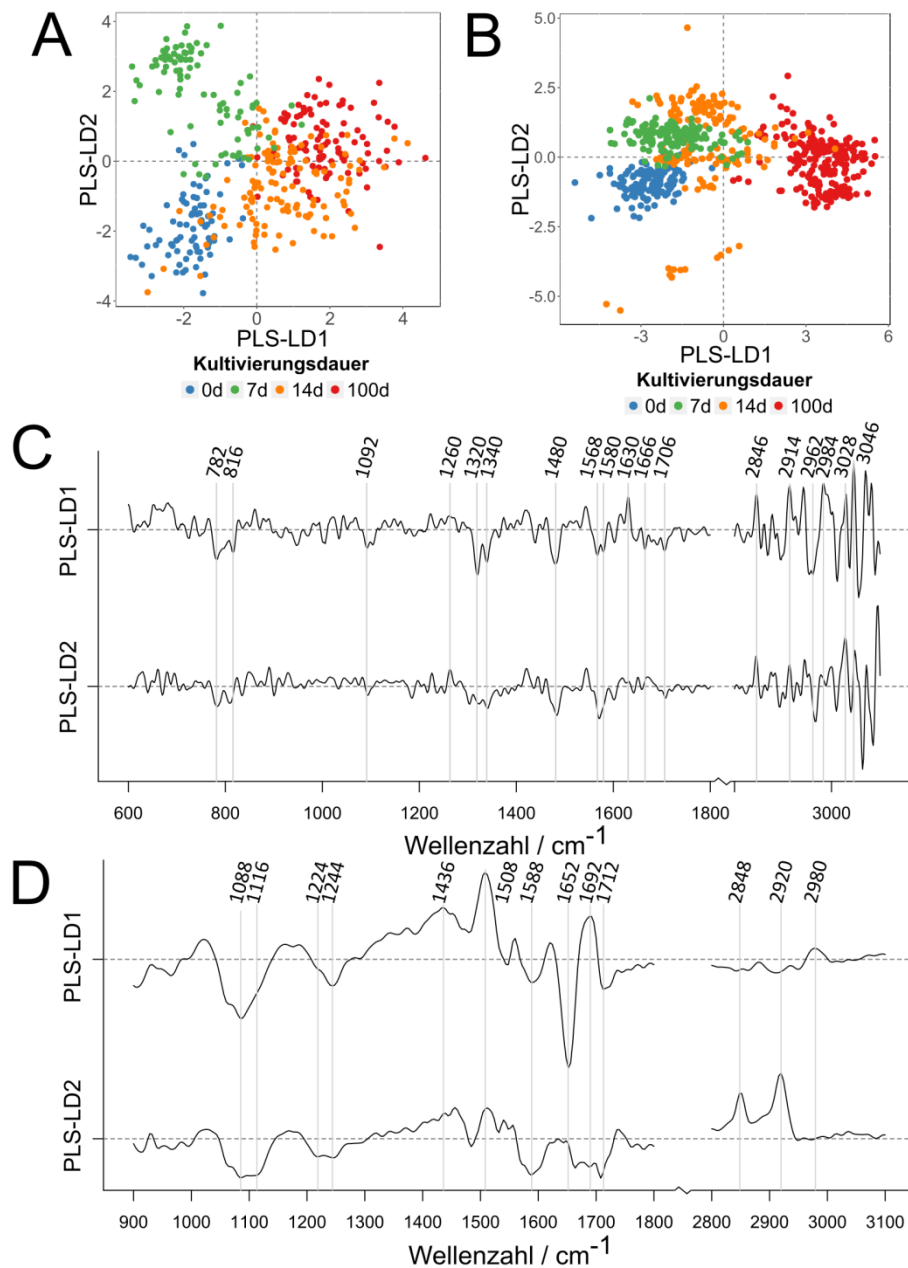 A
B
4
2
0
-2
-4
PLS-LD2
-2 0 2 4
PLS-LD1
Kultivierungsdauer
0d 7d 14d 100d
5.0
2.5
0.0
-2.5
-5.0
PLS-LD2
-3 0 3 6
PLS-LD1
Kultivierungsdauer
0d 7d 14d 100d
C
782 816 1092 1260 1320 1340 1480 1568 1580 1630 1666 1706 2846 2914 2962 2984 3028 3046
PLS-LD1
PLS-LD2
600 800 1000 1200 1400 1600 1800 3000
Wellenzahl / cm⁻¹
D
1088 1116 1224 1244 1436 1508 1588 1652 1692 1712 2848 2920 2980
PLS-LD1
PLS-LD2
900 1000 1100 1200 1300 1400 1500 1600 1700 1800 2800 2900 3000 3100
Wellenzahl / cm⁻¹